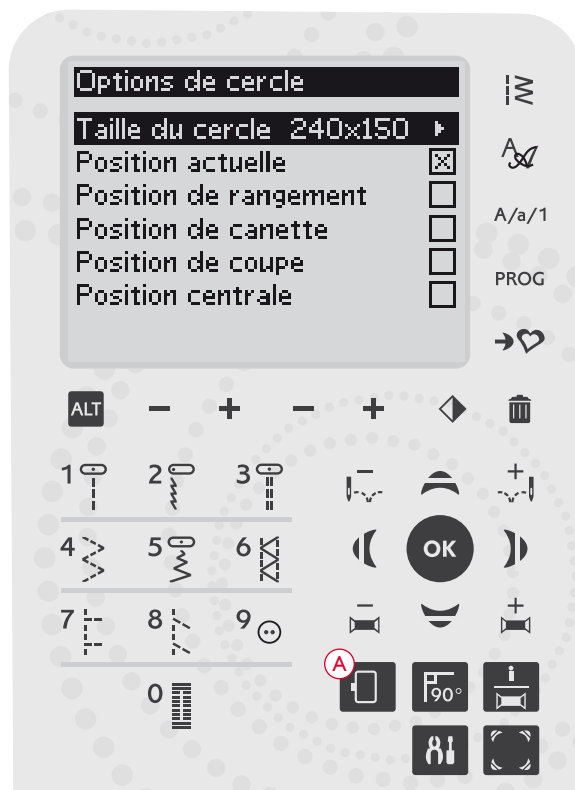 Options de cercle
Taille du cercle 240x150
Position actuelle
Position de rangement
Position de canette
Position de coupe
Position centrale
A
A/a/1
PROG
ALT
− + − +
1 2 3
− +
4 5 6
OK
7 8 9
− +
A
0
90°
i